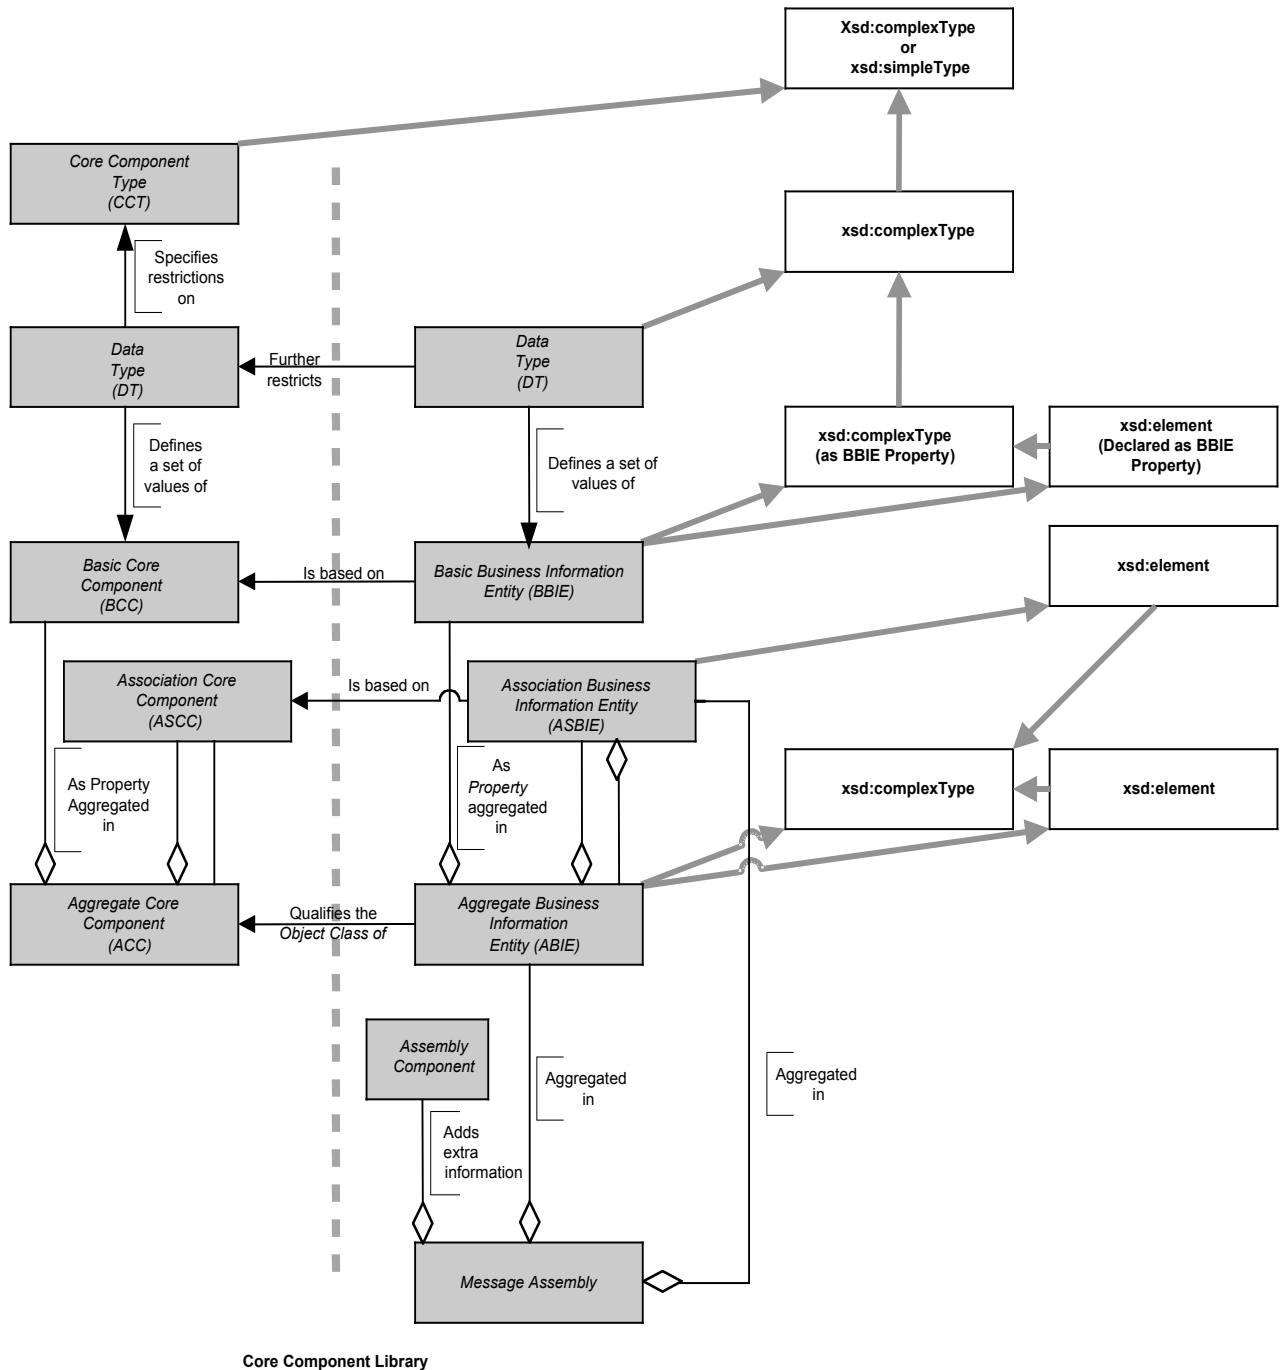 Xsd:complexType
or
xsd:simpleType
Core Component
Type
(CCT)
Specifies
restrictions
on
xsd:complexType
Data
Type
(DT)
Further
restricts
Data
Type
(DT)
Defines
a set of
values of
Defines a set of
values of
xsd:complexType
(as BBIE Property)
xsd:element
(Declared as BBIE
Property)
Basic Core
Component
(BCC)
Is based on
Basic Business Information
Entity (BBIE)
xsd:element
Association Core
Component
(ASCC)
Is based on
Association Business
Information Entity
(ASBIE)
As Property
Aggregated
in
As
Property
aggregated
in
xsd:complexType
xsd:element
Aggregate Core
Component
(ACC)
Qualifies the
Object Class of
Aggregate Business
Information
Entity (ABIE)
Assembly
Component
Aggregated
in
Aggregated
in
Adds
extra
information
Message Assembly
Core Component Library